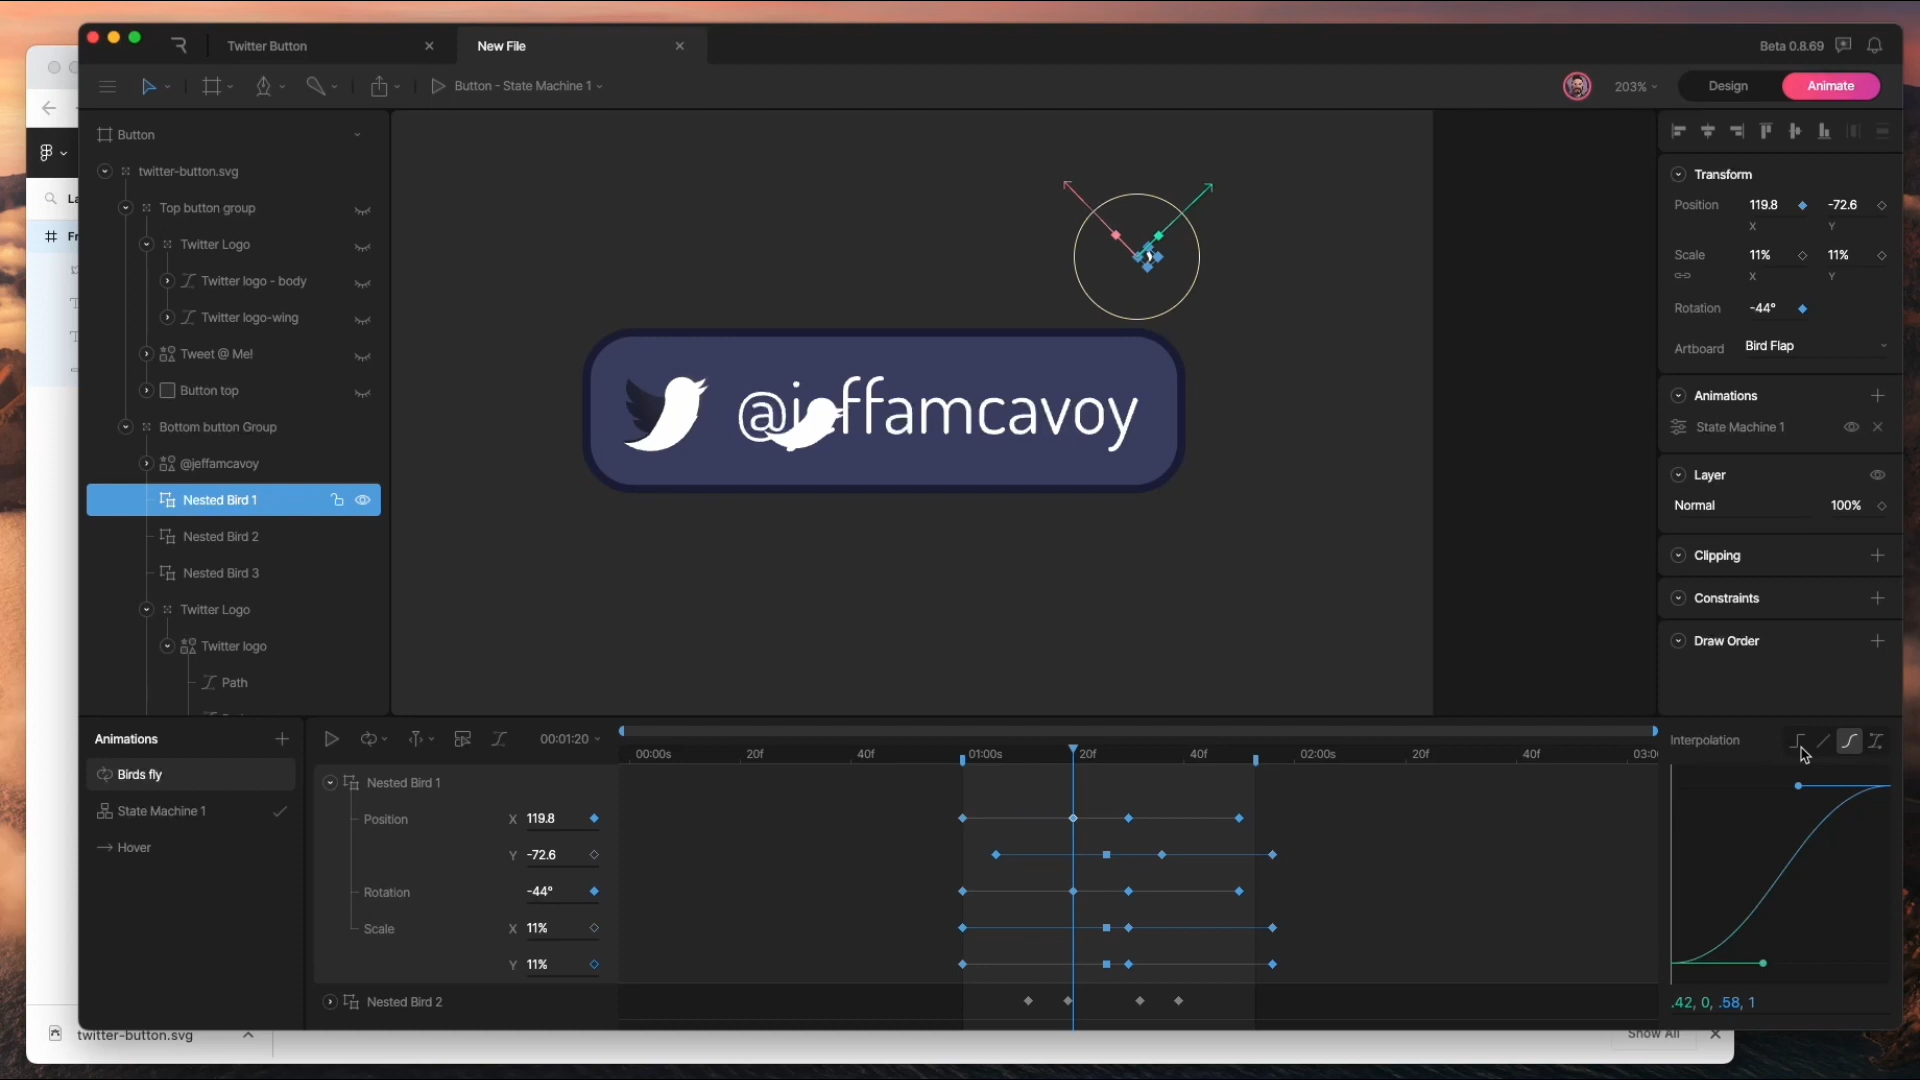 Twitter Button
New File
Beta 0.8.69
Button - State Machine 1
203%
Design
Animate
Button
twitter-button.svg
Top button group
Twitter Logo
Twitter logo - body
Twitter logo-wing
Tweet @ Me!
Button top
Bottom button Group
@jeffamcavoy
Nested Bird 1
Nested Bird 2
Nested Bird 3
Twitter Logo
Twitter logo
Path
La
Fr
@jeffamcavoy
Transform
Position 119.8 -72.6
X Y
Scale 11% 11%
X Y
Rotation -44°
Artboard Bird Flap
Animations
State Machine 1
Layer
Normal 100%
Clipping
Constraints
Draw Order
Animations
Birds fly
State Machine 1
Hover
00:01:20
00:00s 20f 40f 01:00s 20f 40f 02:00s 20f 40f 03:0
Nested Bird 1
Position X 119.8
Y -72.6
Rotation -44°
Scale X 11%
Y 11%
Nested Bird 2
Interpolation
.42, 0, .58, 1
twitter-button.svg
Show All